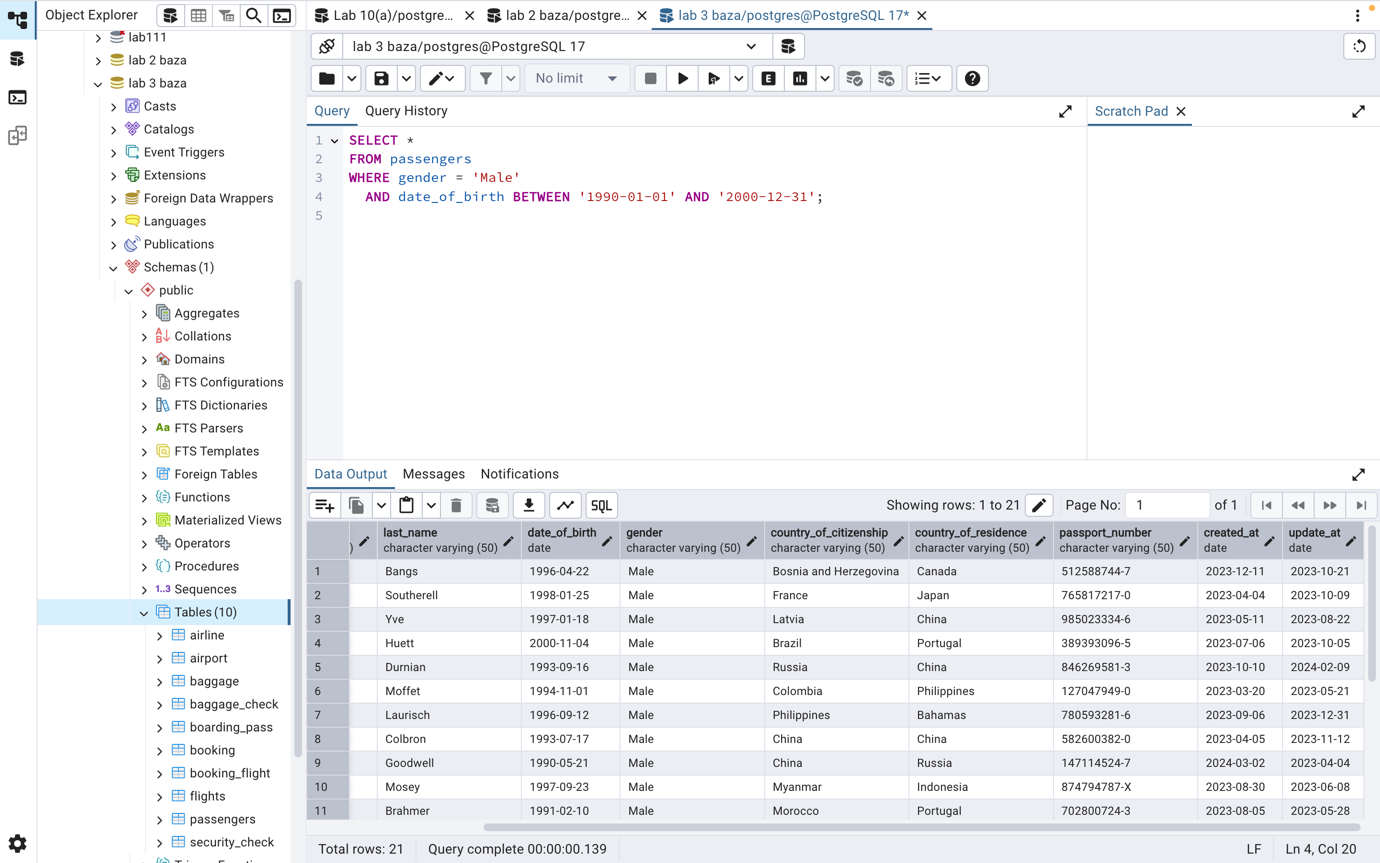 Object Explorer
Lab 10(a)/postgre...
lab 2 baza/postgre...
lab 3 baza/postgres@PostgreSQL 17*
lab111
lab 2 baza
lab 3 baza
Casts
Catalogs
Event Triggers
Extensions
Foreign Data Wrappers
Languages
Publications
Schemas (1)
public
Aggregates
Collations
Domains
FTS Configurations
FTS Dictionaries
Aa FTS Parsers
FTS Templates
Foreign Tables
Functions
Materialized Views
Operators
Procedures
1..3 Sequences
Tables (10)
airline
airport
baggage
baggage_check
boarding_pass
booking
booking_flight
flights
passengers
security_check
lab 3 baza/postgres@PostgreSQL 17
No limit
E
Query Query History
Scratch Pad
1 SELECT *
2 FROM passengers
3 WHERE gender = 'Male'
4 AND date_of_birth BETWEEN '1990-01-01' AND '2000-12-31';
5
Data Output Messages Notifications
SQL
Showing rows: 1 to 21
Page No: 1 of 1
) last_name character varying (50) date_of_birth date gender character varying (50) country_of_citizenship character varying (50) country_of_residence character varying (50) passport_number character varying (50) created_at date update_at date
1 Bangs 1996-04-22 Male Bosnia and Herzegovina Canada 512588744-7 2023-12-11 2023-10-21
2 Southerell 1998-01-25 Male France Japan 765817217-0 2023-04-04 2023-10-09
3 Yve 1997-01-18 Male Latvia China 985023334-6 2023-05-11 2023-08-22
4 Huett 2000-11-04 Male Brazil Portugal 389393096-5 2023-07-06 2023-10-05
5 Durnian 1993-09-16 Male Russia China 846269581-3 2023-10-10 2024-02-09
6 Moffet 1994-11-01 Male Colombia Philippines 127047949-0 2023-03-20 2023-05-21
7 Laurisch 1996-09-12 Male Philippines Bahamas 780593281-6 2023-09-06 2023-12-31
8 Colbron 1993-07-17 Male China China 582600382-0 2023-04-05 2023-11-12
9 Goodwell 1990-05-21 Male China Russia 147114524-7 2024-03-02 2023-04-04
10 Mosey 1997-09-23 Male Myanmar Indonesia 874794787-X 2023-08-30 2023-06-08
11 Brahmer 1991-02-10 Male Morocco Portugal 702800724-3 2023-08-05 2023-05-28
Total rows: 21
Query complete 00:00:00.139
LF
Ln 4, Col 20